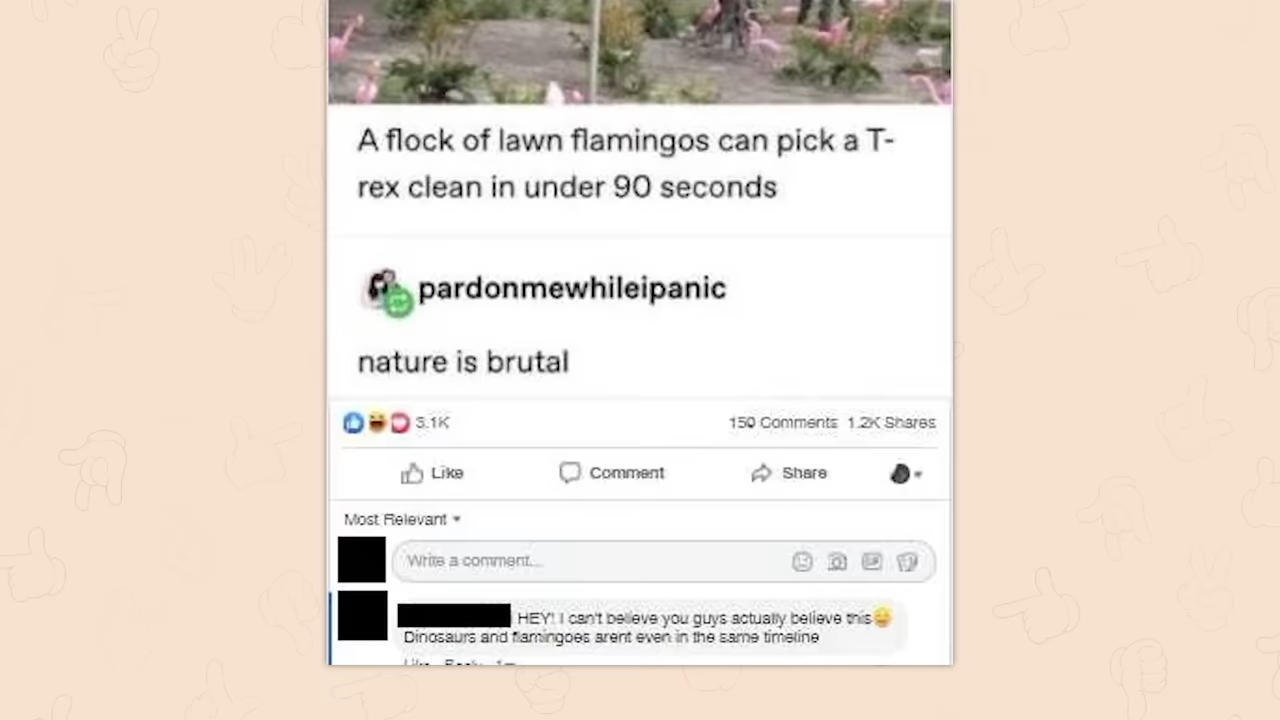 A flock of lawn flamingos can pick a T-
rex clean in under 90 seconds
pardonmewhileipanic
nature is brutal
3.1K
150 Comments 1.2K Shares
Like
Comment
Share
Most Relevant
Write a comment...
HEY! I can't believe you guys actually believe this😅
Dinosaurs and flamingoes arent even in the same timeline